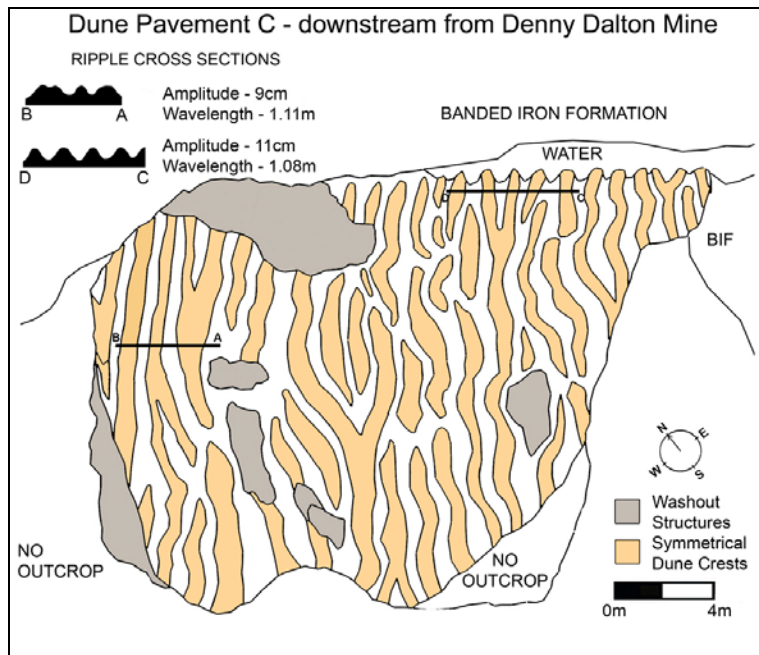 Dune Pavement C - downstream from Denny Dalton Mine
RIPPLE CROSS SECTIONS
B A
Amplitude - 9cm
Wavelength - 1.11m
D C
Amplitude - 11cm
Wavelength - 1.08m
BANDED IRON FORMATION
WATER
D C
BIF
B A
N E
W S
Washout
Structures
Symmetrical
Dune Crests
0m 4m
NO
OUTCROP
NO
OUTCROP